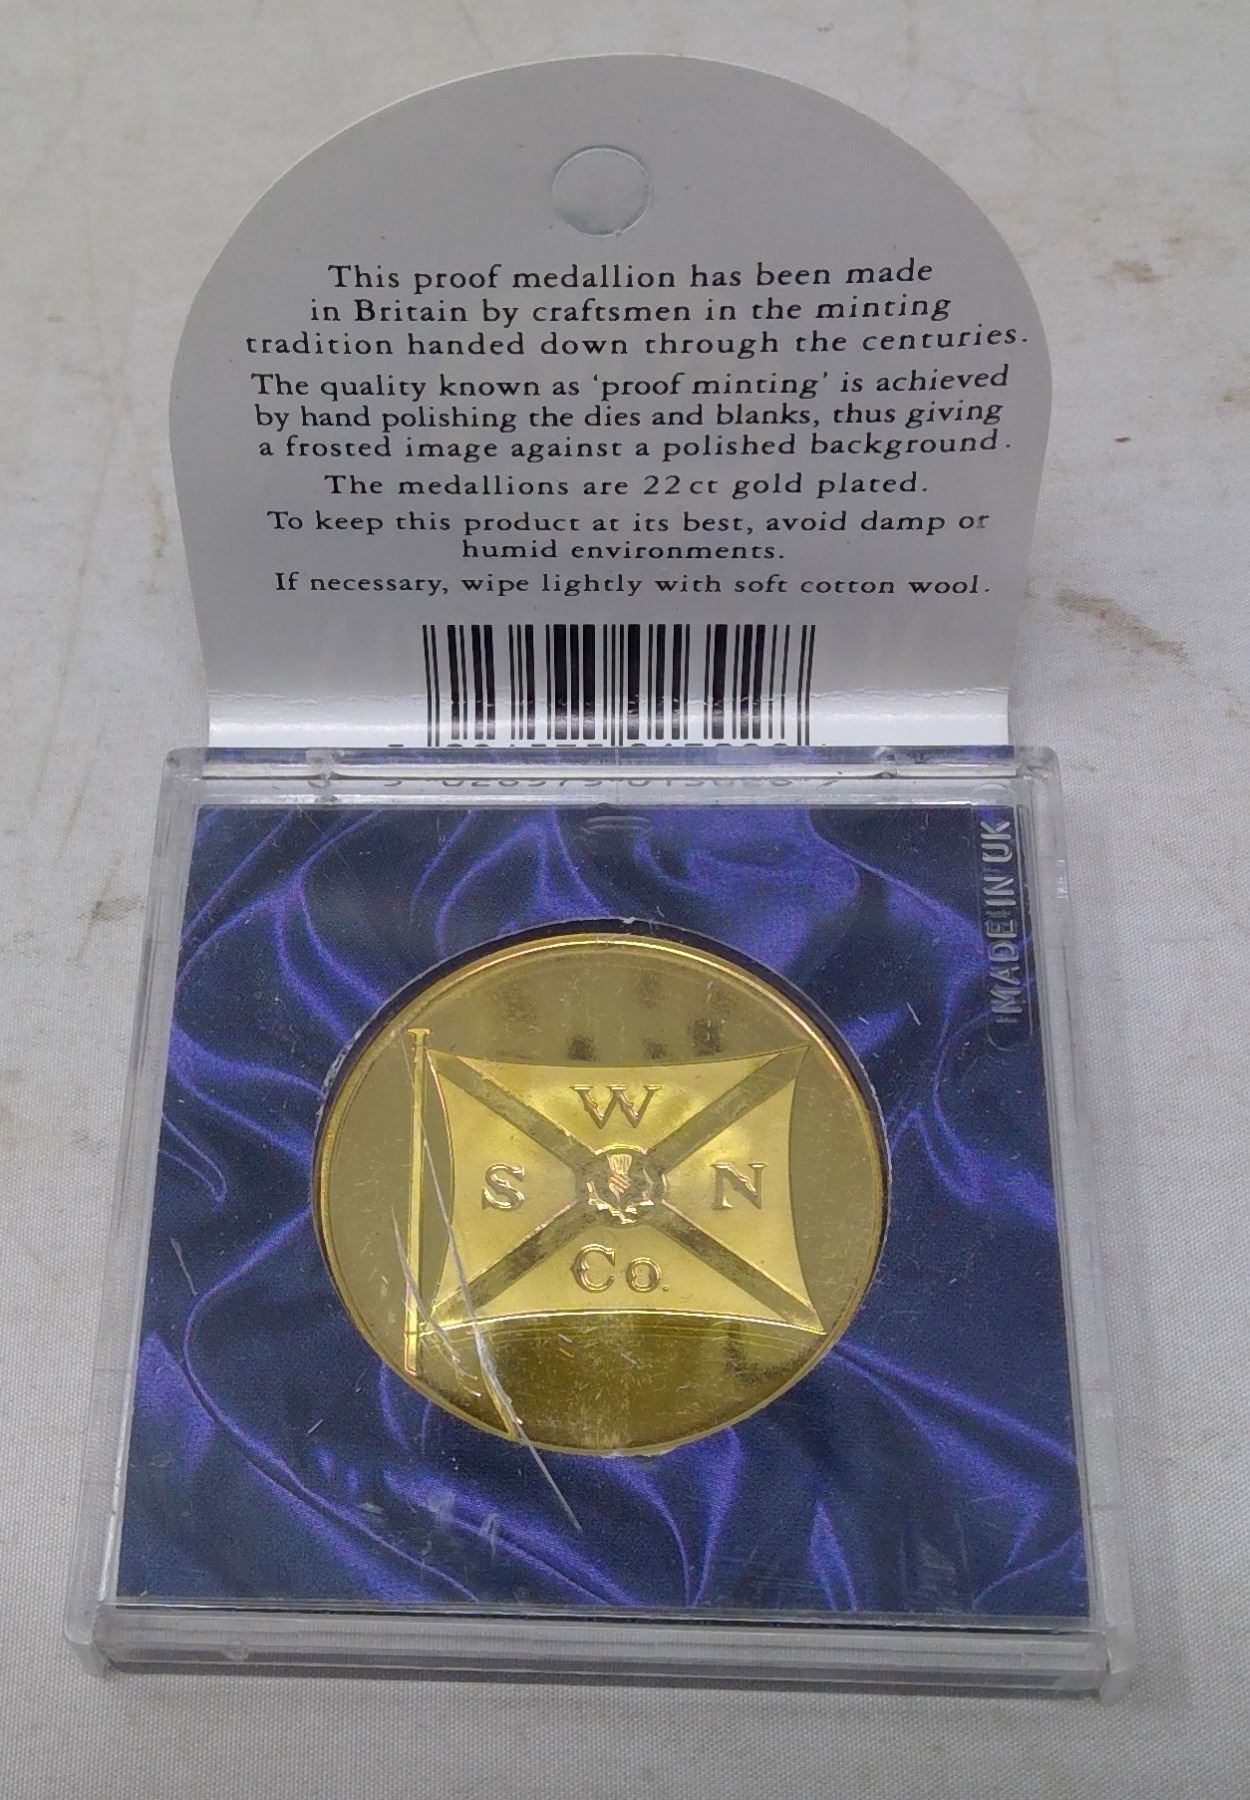 This proof medallion has been made
in Britain by craftsmen in the minting
tradition handed down through the centuries.
The quality known as ‘proof minting’ is achieved
by hand polishing the dies and blanks, thus giving
a frosted image against a polished background.
The medallions are 22ct gold plated.
To keep this product at its best, avoid damp or
humid environments.
If necessary, wipe lightly with soft cotton wool.
MADE IN UK
W
S N
Co.